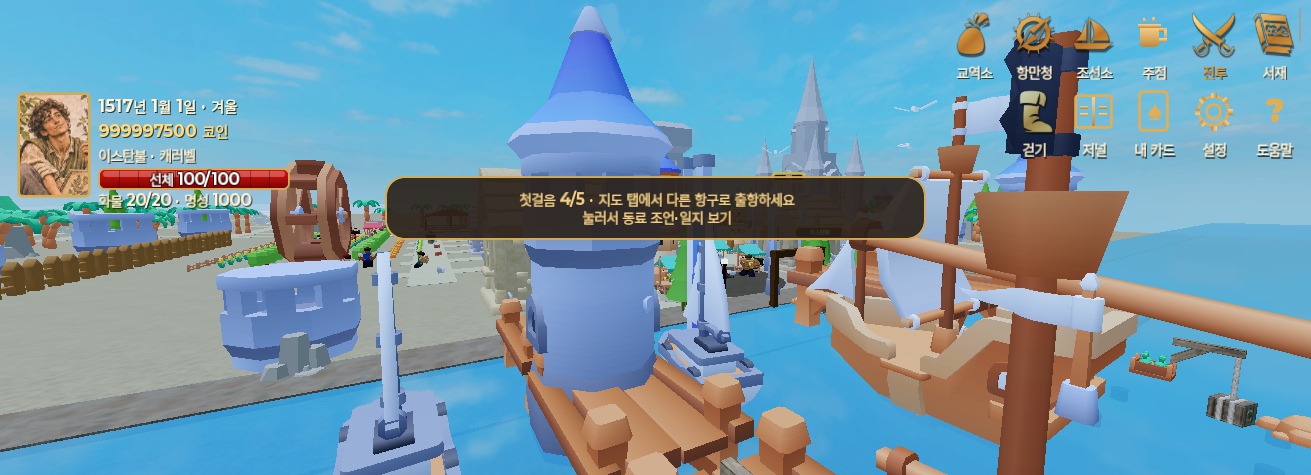 1517년 1월 1일 · 겨울
999997500 코인
이스탄불 · 캐러벨
선체 100/100
화물 20/20 · 명성 1000
첫걸음 4/5 · 지도 탭에서 다른 항구로 출항하세요
눌러서 동료 조언·일지 보기
교역소 항만청 조선소 주점 전투 서재
걷기 저널 내 카드 설정 도움말